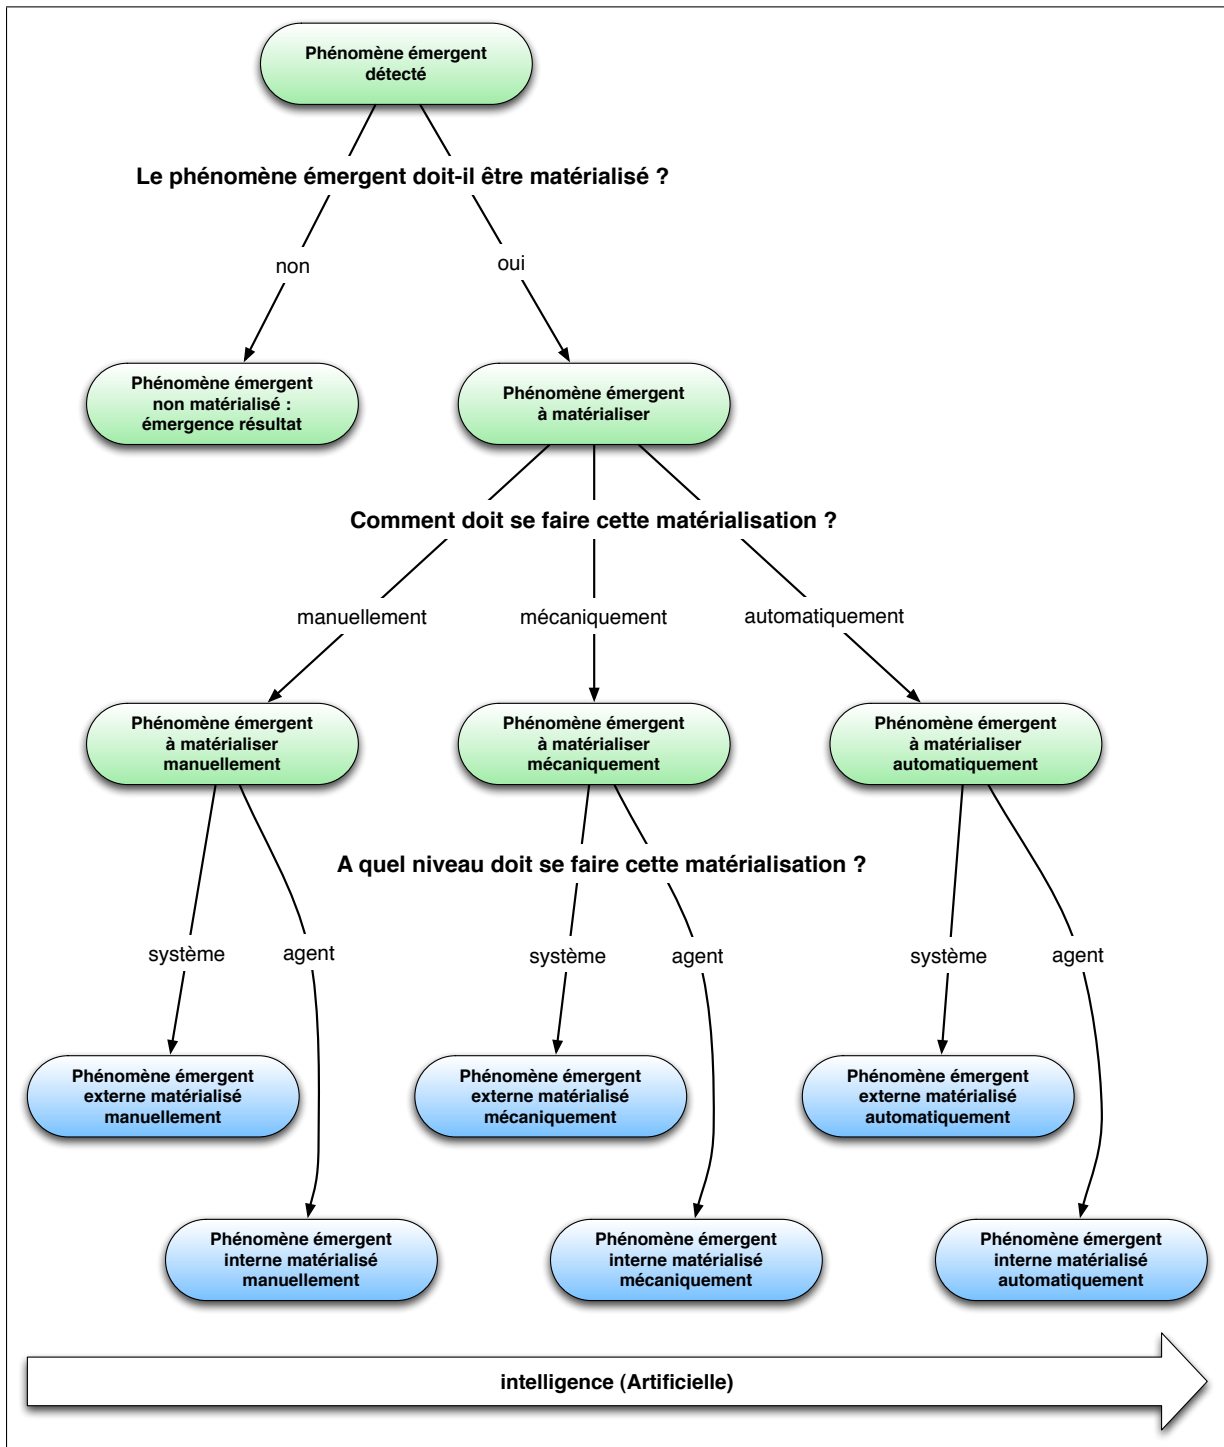 Phénomène émergent
détecté
Le phénomène émergent doit-il être matérialisé ?
non
oui
Phénomène émergent
non matérialisé :
émergence résultat
Phénomène émergent
à matérialiser
Comment doit se faire cette matérialisation ?
manuellement
mécaniquement
automatiquement
Phénomène émergent
à matérialiser
manuellement
Phénomène émergent
à matérialiser
mécaniquement
Phénomène émergent
à matérialiser
automatiquement
A quel niveau doit se faire cette matérialisation ?
système
agent
système
agent
système
agent
Phénomène émergent
externe matérialisé
manuellement
Phénomène émergent
externe matérialisé
mécaniquement
Phénomène émergent
externe matérialisé
automatiquement
Phénomène émergent
interne matérialisé
manuellement
Phénomène émergent
interne matérialisé
mécaniquement
Phénomène émergent
interne matérialisé
automatiquement
intelligence (Artificielle)